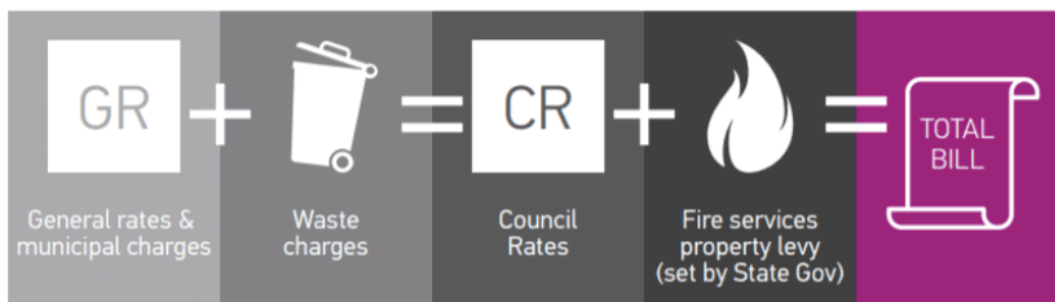 GR
+
=
CR
+
=
TOTAL
BILL
General rates &
municipal charges
Waste
charges
Council
Rates
Fire services
property levy
(set by State Gov)